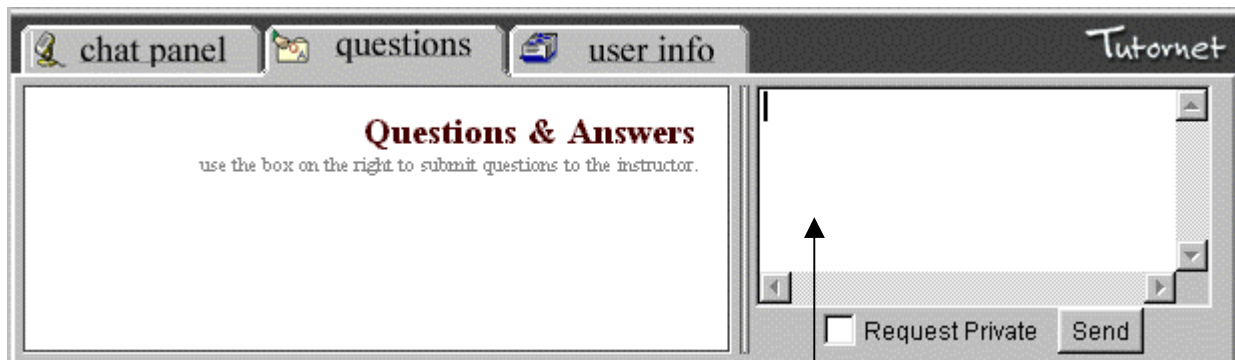 chat panel questions user info Tutornet
Questions & Answers
use the box on the right to submit questions to the instructor.
Request Private Send